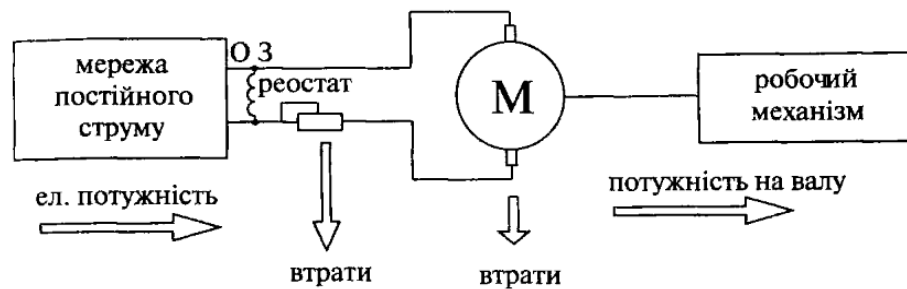 мережа
постійного
струму
О З
реостат
М
робочий
механізм
ел. потужність
потужність на валу
втрати
втрати